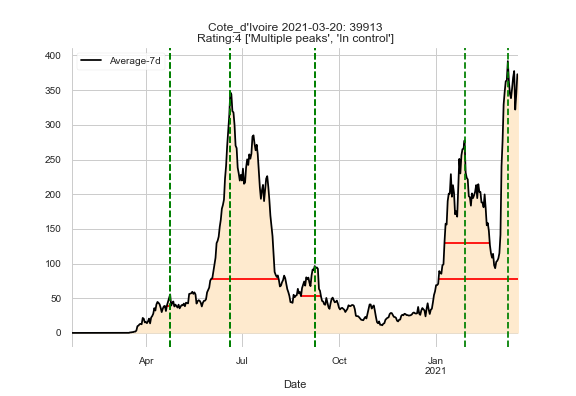 Cote_d'Ivoire 2021-03-20: 39913
Rating:4 ['Multiple peaks', 'In control']
Average-7d
400
350
300
250
200
150
100
50
0
Apr
Jul
Oct
Jan
2021
Date